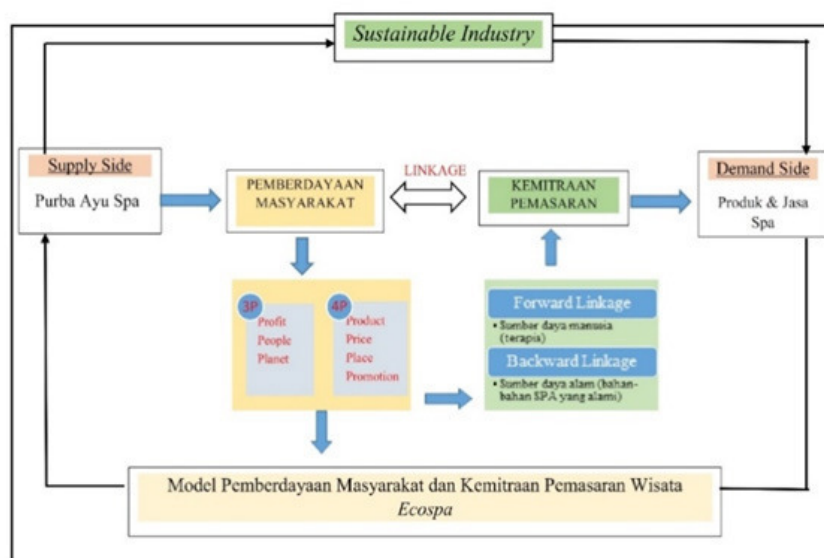 Sustainable Industry
Supply Side
Purba Ayu Spa
PEMBERDAYAAN
MASYARAKAT
LINKAGE
KEMITRAAN
PEMASARAN
Demand Side
Produk & Jasa
Spa
3P
Profit
People
Planet
4P
Product
Price
Place
Promotion
Forward Linkage
• Sumber daya manusia
(terapis)
Backward Linkage
• Sumber daya alam (bahan-
bahan SPA yang alami)
Model Pemberdayaan Masyarakat dan Kemitraan Pemasaran Wisata
Ecospa